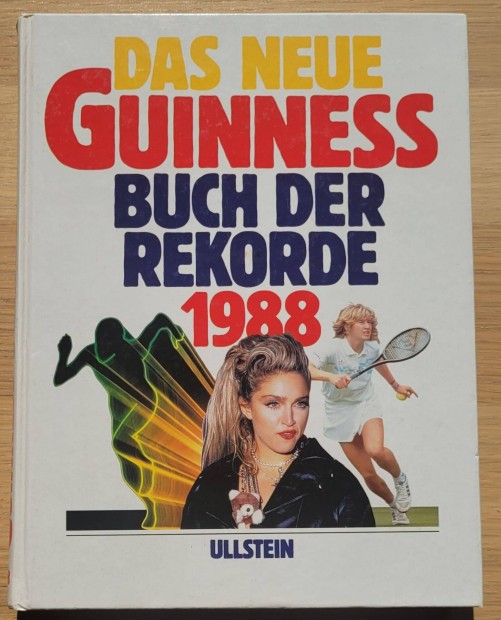 DAS NEUE
GUINNESS
BUCH DER
REKORDE
1988
ULLSTEIN